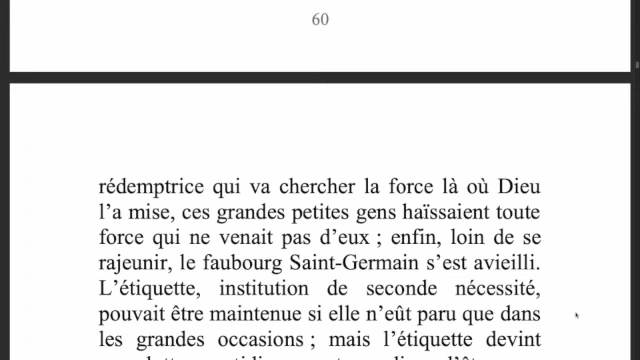 60
rédemptrice qui va chercher la force là où Dieu
l’a mise, ces grandes petites gens haïssaient toute
force qui ne venait pas d’eux ; enfin, loin de se
rajeunir, le faubourg Saint-Germain s’est avieilli.
L’étiquette, institution de seconde nécessité,
pouvait être maintenue si elle n’eût paru que dans
les grandes occasions ; mais l’étiquette devint